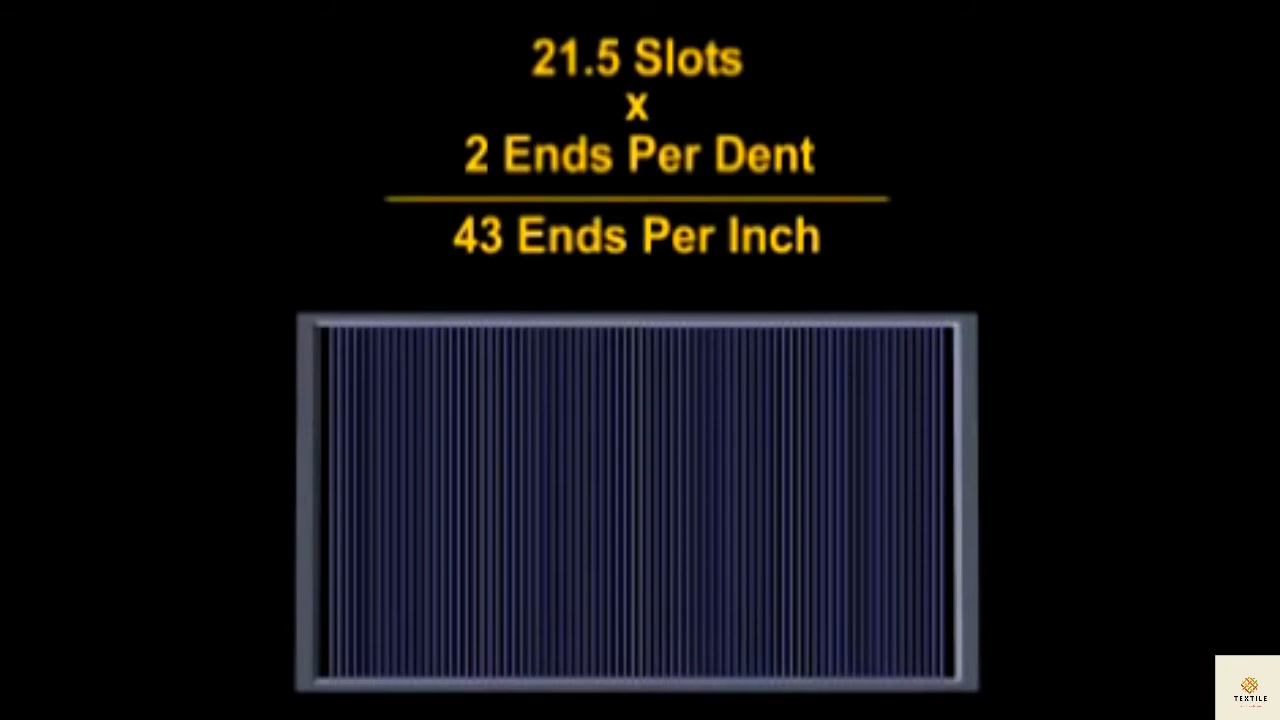 21.5 Slots
x
2 Ends Per Dent
43 Ends Per Inch
TEXTILE